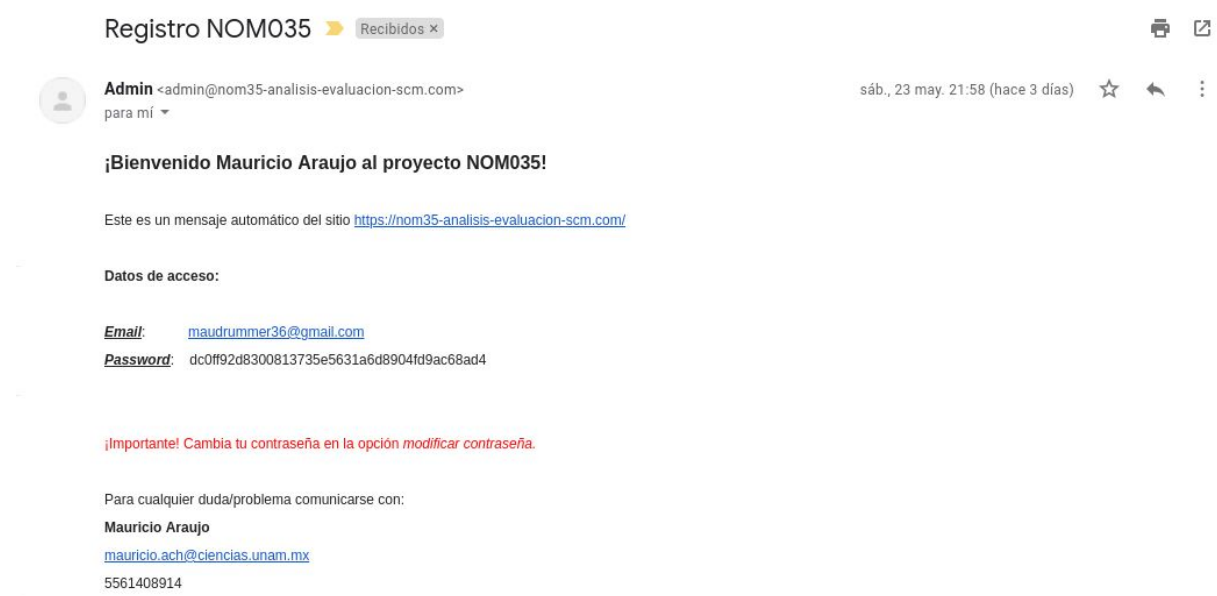 Registro NOM035 Recibidos ×
Admin <admin@nom35-analisis-evaluacion-scm.com> sáb., 23 may. 21:58 (hace 3 días)
para mí
¡Bienvenido Mauricio Araujo al proyecto NOM035!
Este es un mensaje automático del sitio https://nom35-analisis-evaluacion-scm.com/
Datos de acceso:
Email: maudrummer36@gmail.com
Password: dc0ff92d8300813735e5631a6d8904fd9ac68ad4
¡Importante! Cambia tu contraseña en la opción modificar contraseña.
Para cualquier duda/problema comunicarse con:
Mauricio Araujo
mauricio.ach@ciencias.unam.mx
5561408914